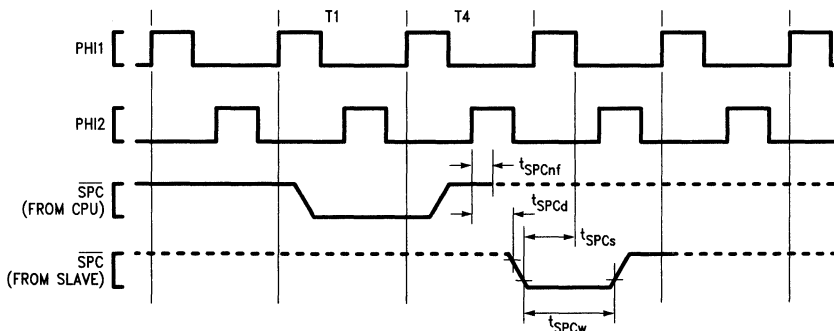 T1 T4
PHI1
PHI2
tSPCnf
SPC
(FROM CPU)
tSPCd
tSPCs
SPC
(FROM SLAVE)
tSPCw